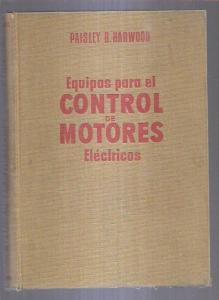 PAISLEY B. HARWOOD
Equipos para el
CONTROL
DE
MOTORES
Eléctricos